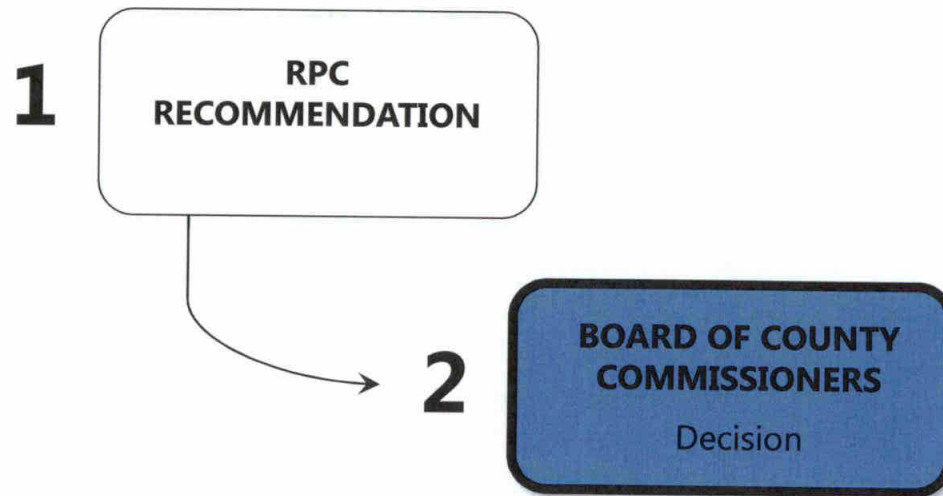 1
RPC
RECOMMENDATION
2
BOARD OF COUNTY
COMMISSIONERS
Decision